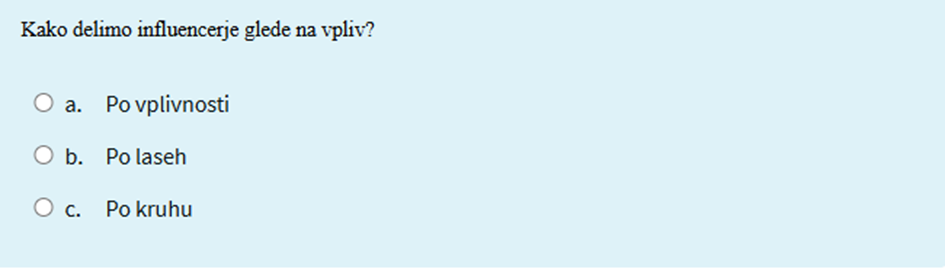 Kako delimo influencerje glede na vpliv?
a. Po vplivnosti
b. Po laseh
c. Po kruhu